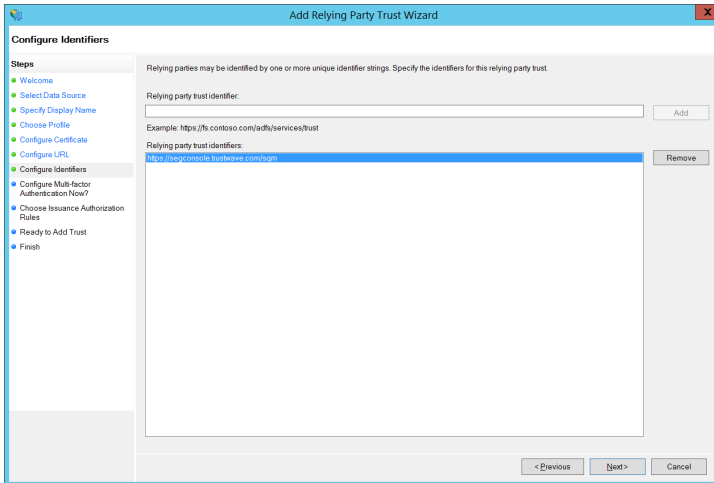 Add Relying Party Trust Wizard
X
Configure Identifiers
Steps
Welcome
Select Data Source
Specify Display Name
Choose Profile
Configure Certificate
Configure URL
Configure Identifiers
Configure Multi-factor
Authentication Now?
Choose Issuance Authorization
Rules
Ready to Add Trust
Finish
Relying parties may be identified by one or more unique identifier strings. Specify the identifiers for this relying party trust.
Relying party trust identifier:
Add
Example: https://fs.contoso.com/adfs/services/trust
Relying party trust identifiers:
https://segconsole.trustwave.com/sqm
Remove
< Previous
Next >
Cancel